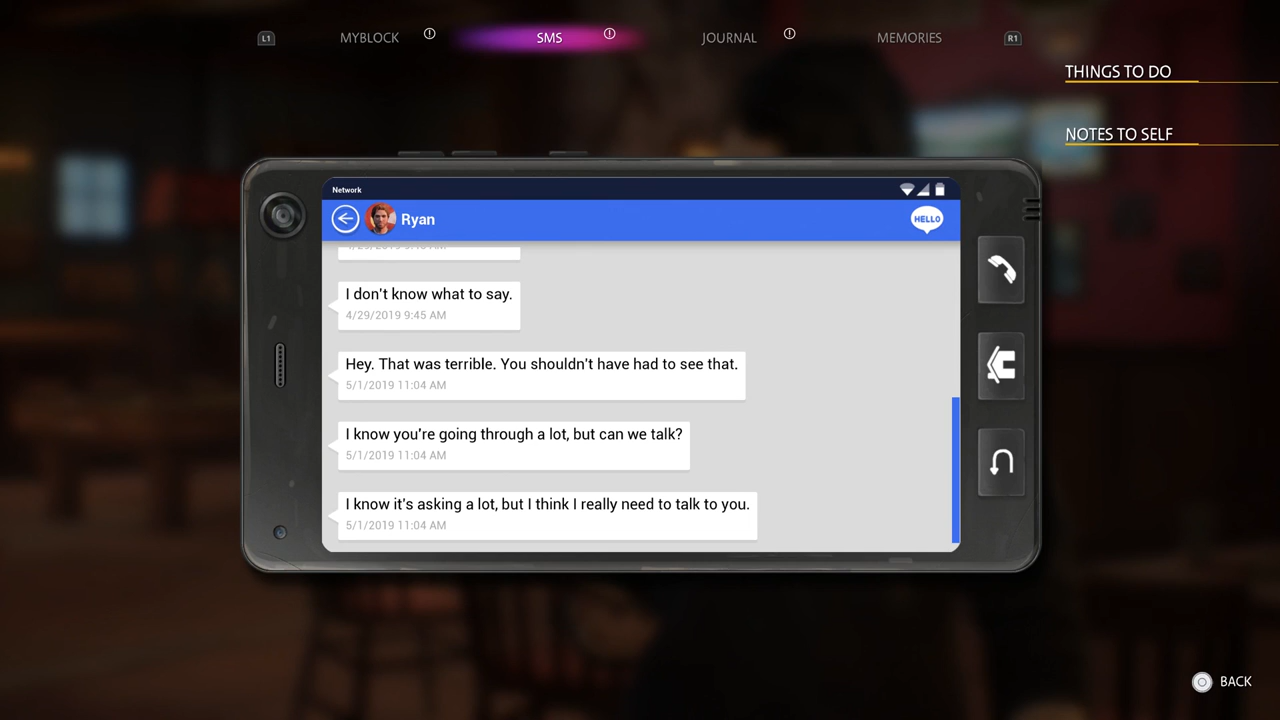 L1
MYBLOCK
SMS
JOURNAL
MEMORIES
R1
THINGS TO DO
NOTES TO SELF
Network
Ryan
HELLO
I don't know what to say.
4/29/2019 9:45 AM
Hey. That was terrible. You shouldn't have had to see that.
5/1/2019 11:04 AM
I know you're going through a lot, but can we talk?
5/1/2019 11:04 AM
I know it's asking a lot, but I think I really need to talk to you.
5/1/2019 11:04 AM
BACK